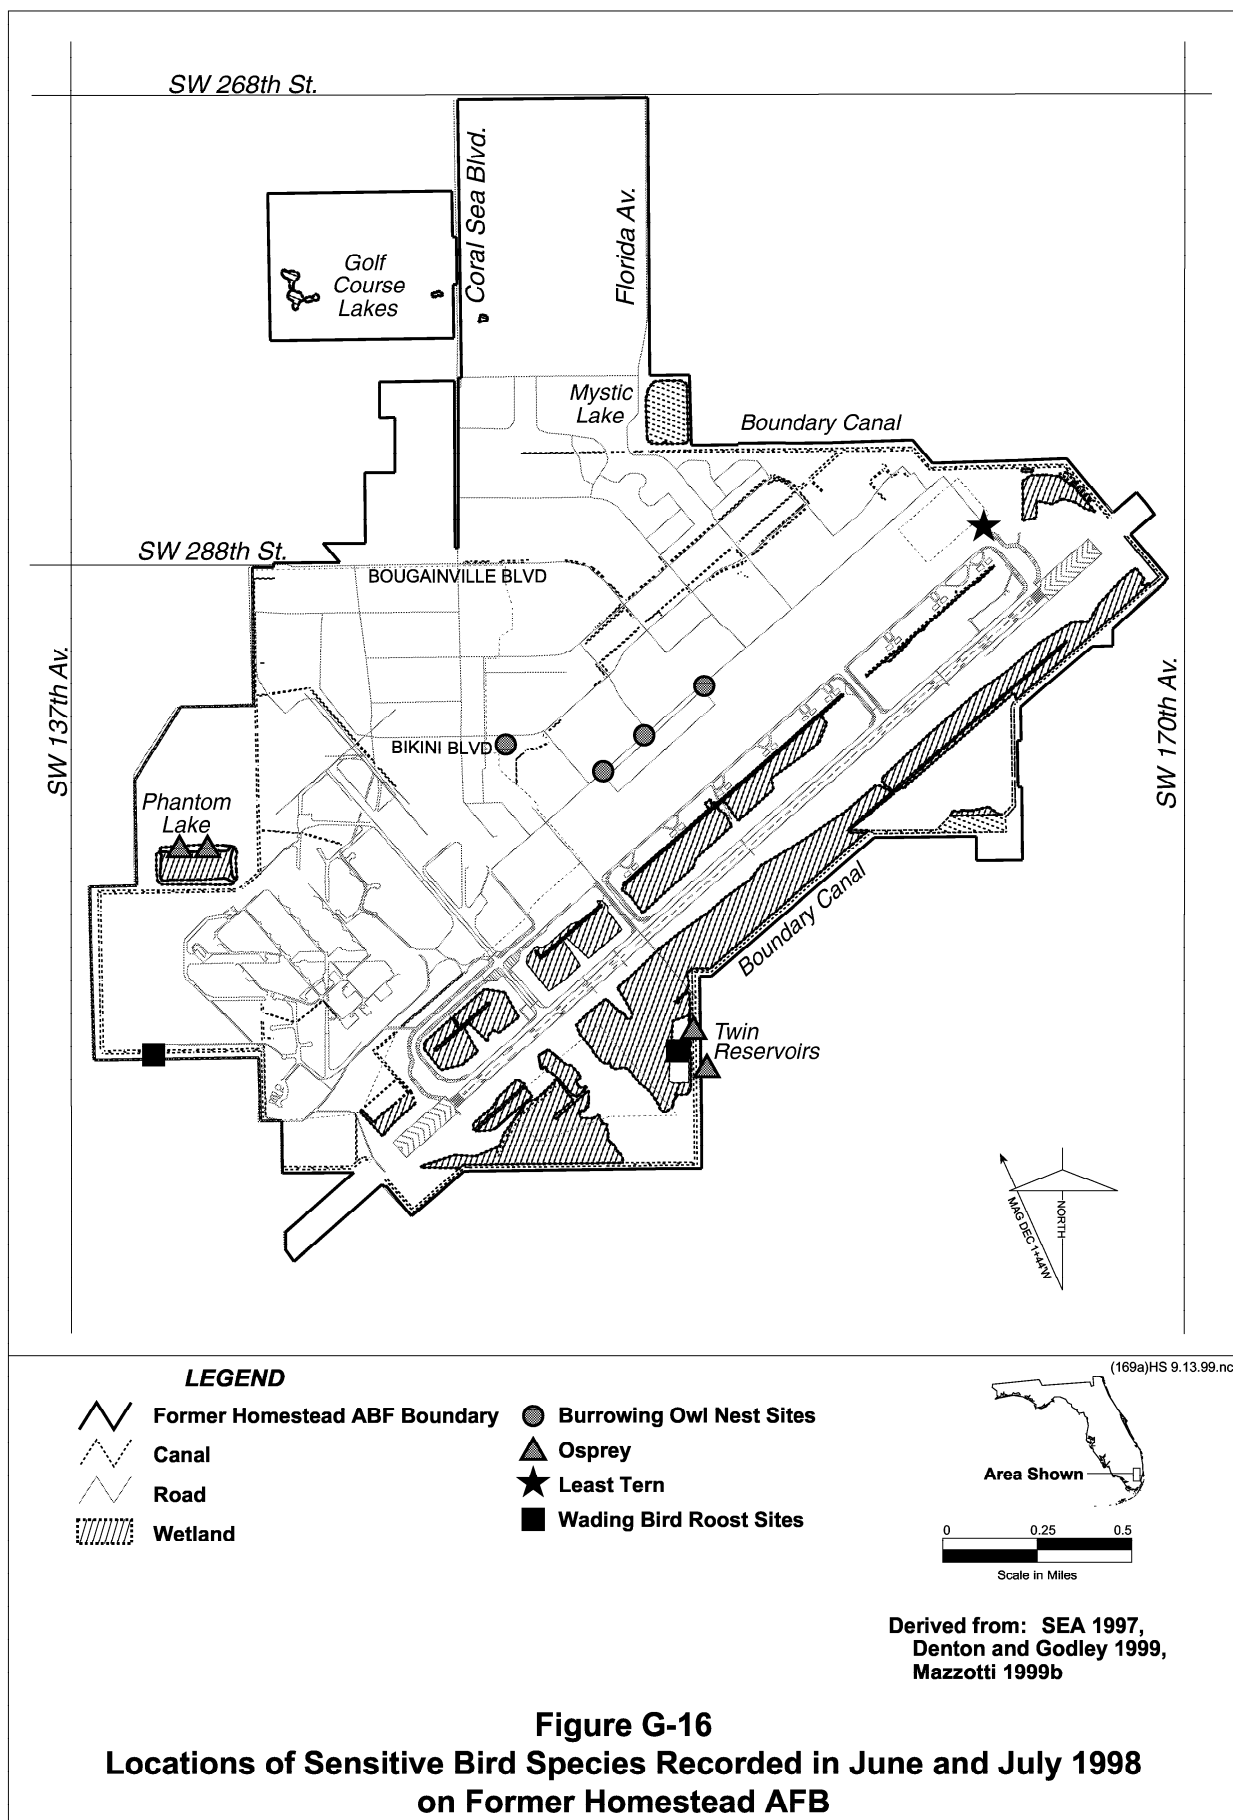 SW 268th St.
Coral Sea Blvd.
Florida Av.
Golf
Course
Lakes
Mystic
Lake
Boundary Canal
SW 288th St.
BOUGAINVILLE BLVD
SW 137th Av.
SW 170th Av.
BIKINI BLVD
Phantom
Lake
Boundary Canal
Twin
Reservoirs
NORTH
MAG DEC 1+44'W
(169a)HS 9.13.99.nc
LEGEND
Former Homestead ABF Boundary
Canal
Road
Wetland
Burrowing Owl Nest Sites
Osprey
Least Tern
Wading Bird Roost Sites
Area Shown
0 0.25 0.5
Scale in Miles
Derived from: SEA 1997,
Denton and Godley 1999,
Mazzotti 1999b
Figure G-16
Locations of Sensitive Bird Species Recorded in June and July 1998
on Former Homestead AFB